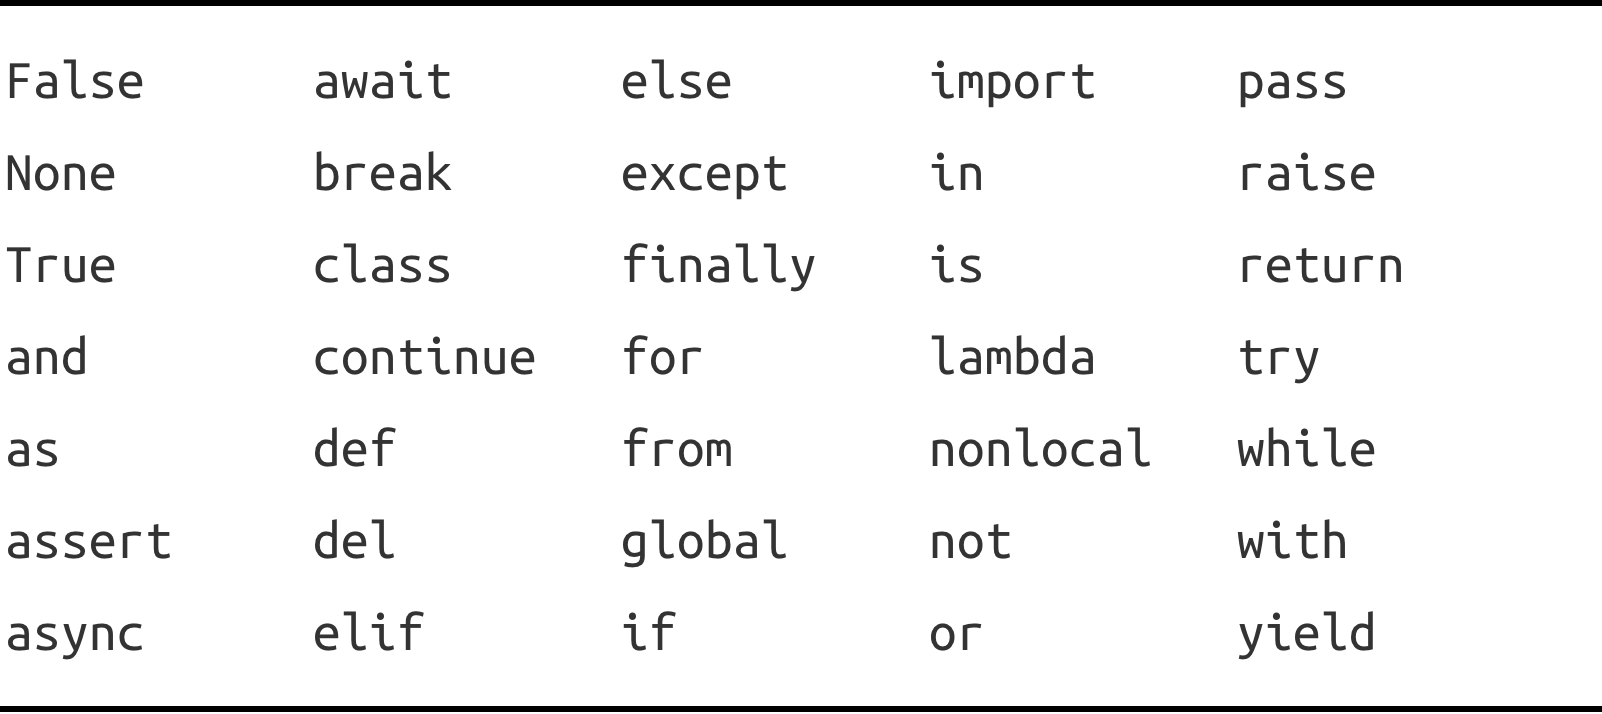 False await else import pass
None break except in raise
True class finally is return
and continue for lambda try
as def from nonlocal while
assert del global not with
async elif if or yield